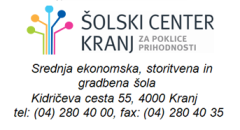 ŠOLSKI CENTER
KRANJ ZA POKLICE PRIHODNOSTI
Srednja ekonomska, storitvena in
gradbena šola
Kidričeva cesta 55, 4000 Kranj
tel: (04) 280 40 00, fax: (04) 280 40 35